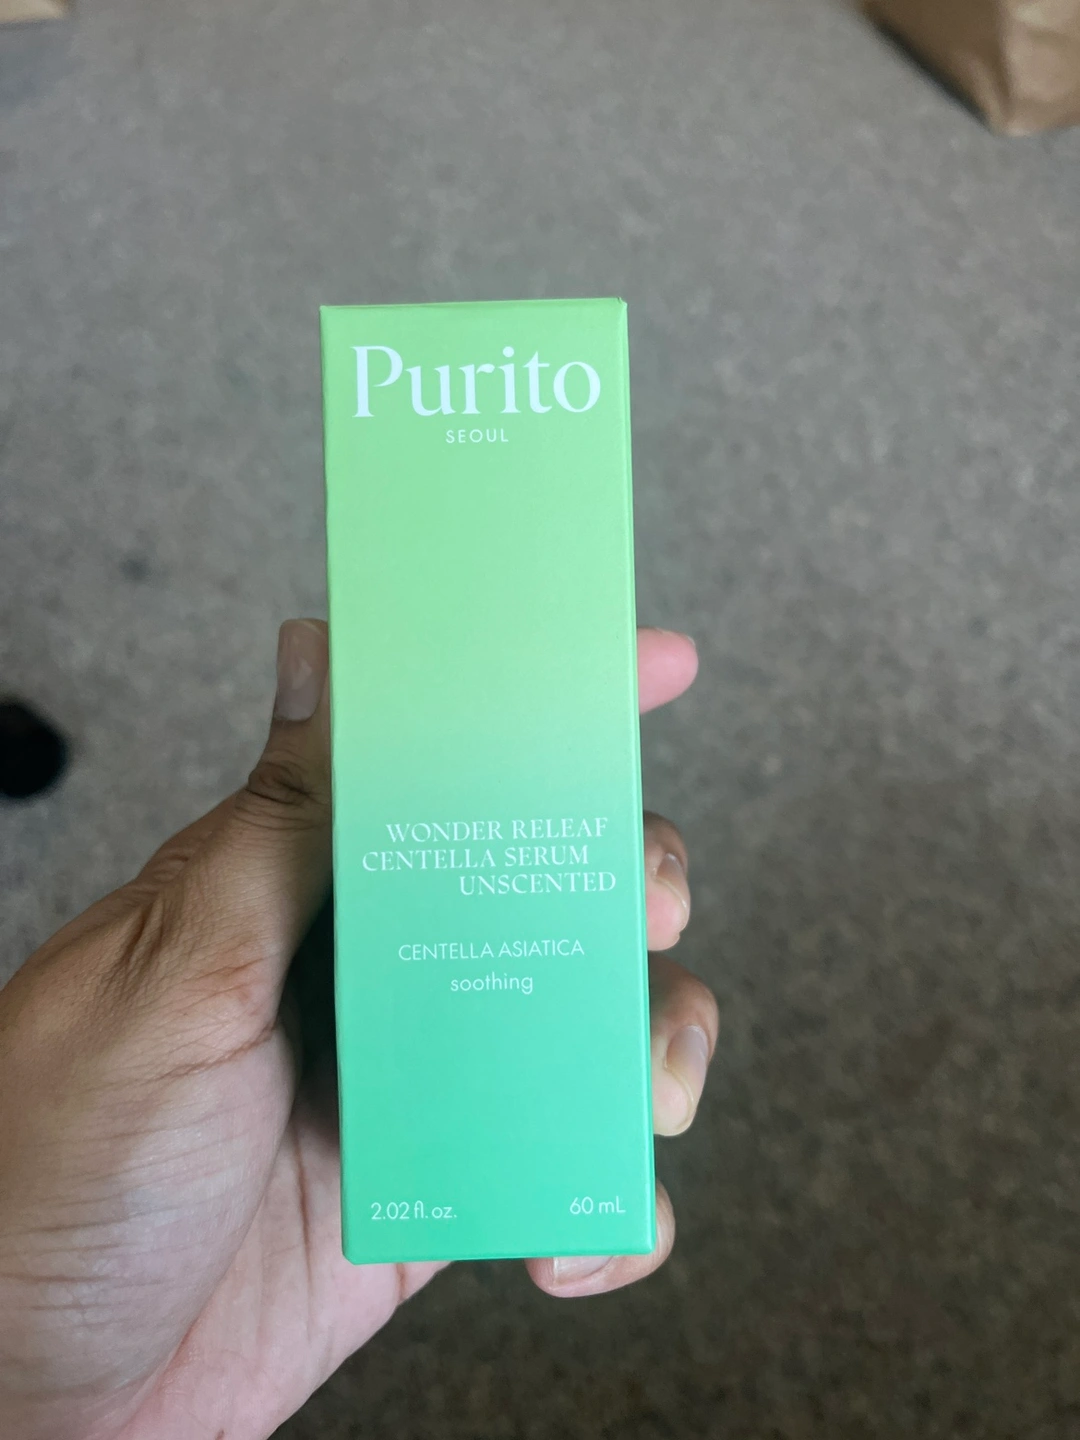 Purito
SEOUL
WONDER RELEAF
CENTELLA SERUM
UNSCENTED
CENTELLA ASIATICA
soothing
2.02 fl. oz. 60 mL